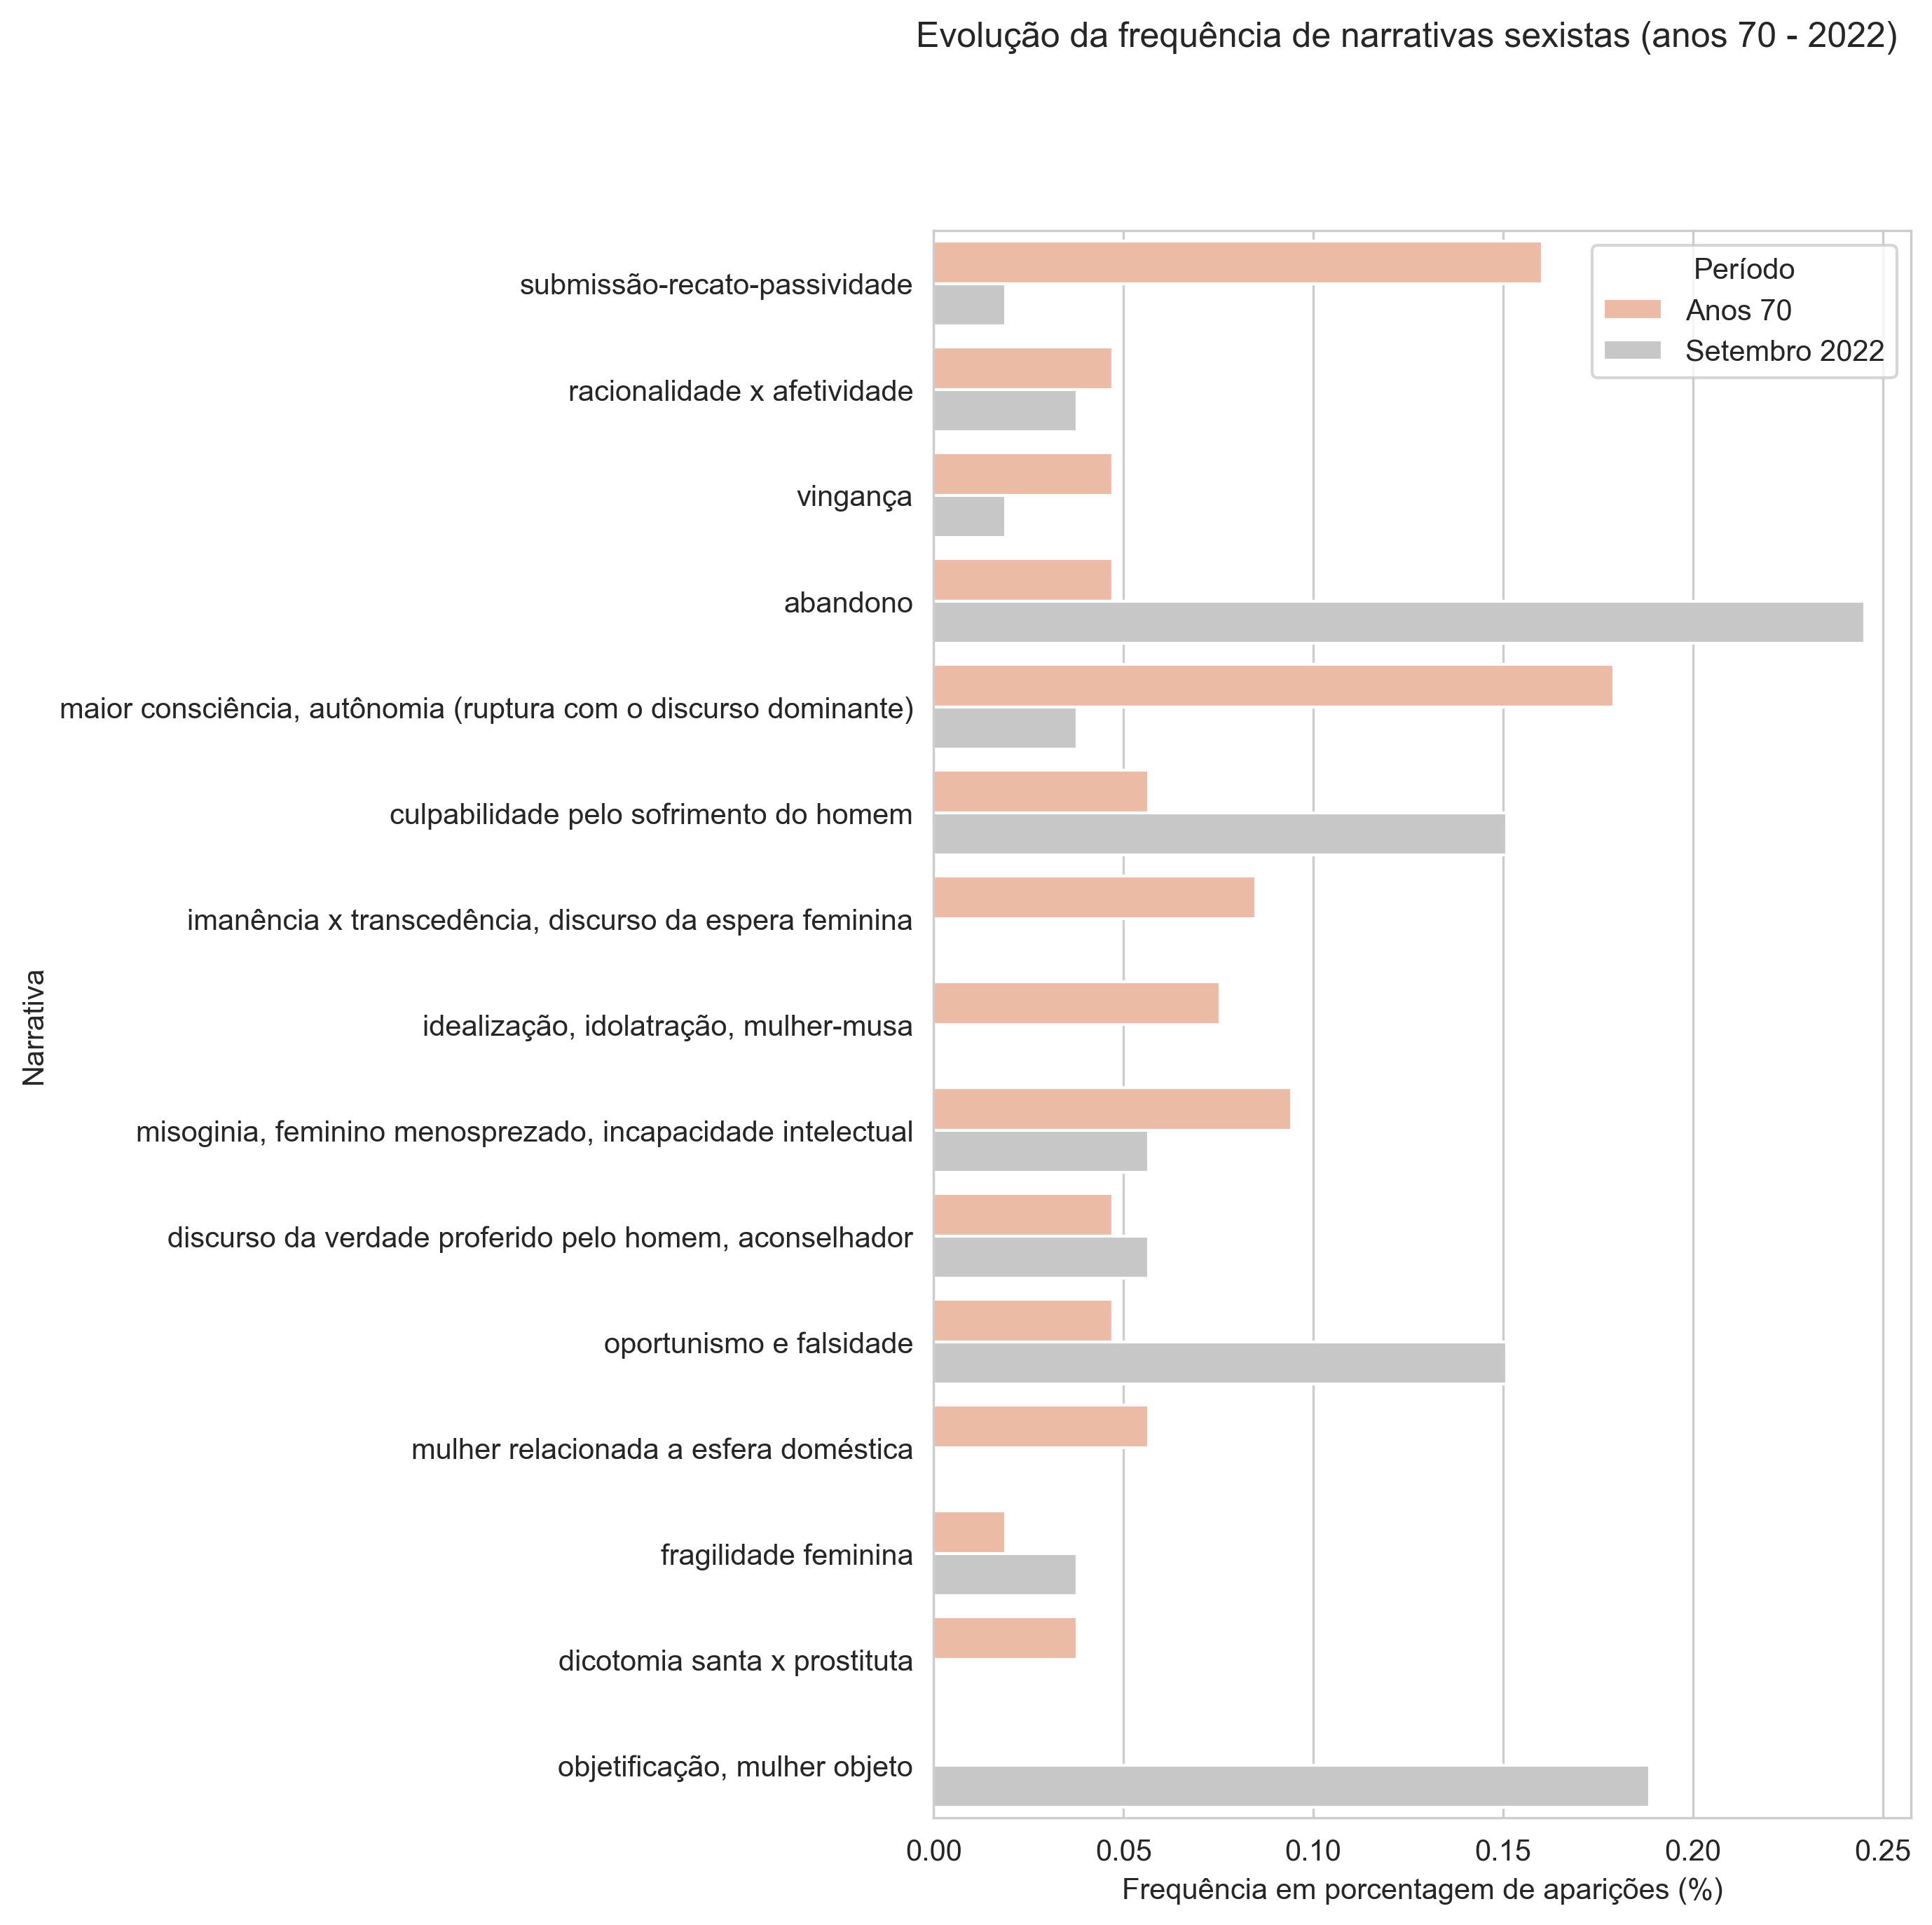 Evolução da frequência de narrativas sexistas (anos 70 - 2022)
Período
Anos 70
Setembro 2022
submissão-recato-passividade
racionalidade x afetividade
vingança
abandono
maior consciência, autônomia (ruptura com o discurso dominante)
culpabilidade pelo sofrimento do homem
imanência x transcedência, discurso da espera feminina
idealização, idolatração, mulher-musa
misoginia, feminino menosprezado, incapacidade intelectual
discurso da verdade proferido pelo homem, aconselhador
oportunismo e falsidade
mulher relacionada a esfera doméstica
fragilidade feminina
dicotomia santa x prostituta
objetificação, mulher objeto
Narrativa
0.00 0.05 0.10 0.15 0.20 0.25
Frequência em porcentagem de aparições (%)